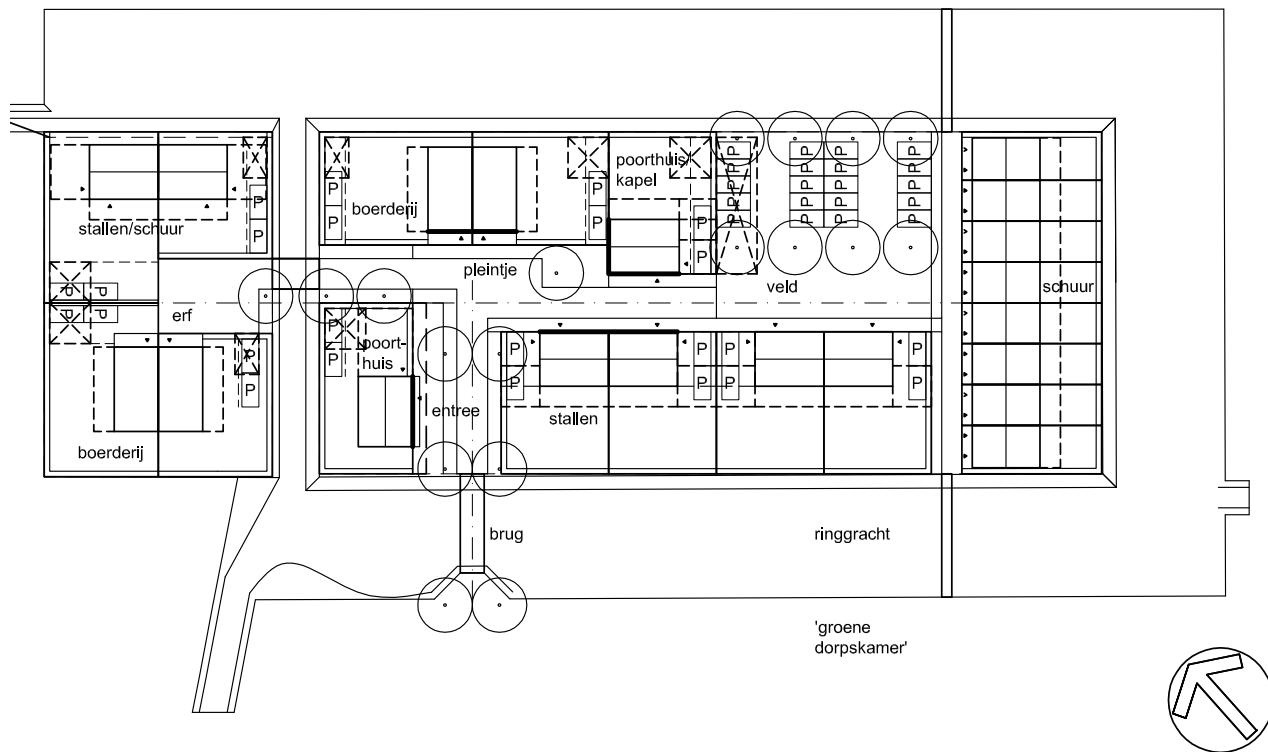 P P P P
P P P P
P P P P
P P P P
P P P P
poorthuis/
kapel
boerderij
P
P
P
P
P
P
stallen/schuur
P
P
pleintje
P
P
veld
schuur
P P
P P
erf
P
P
poort-
huis
P
P
boerderij
entree
stallen
P
P
P P
P P
P
P
brug
ringgracht
'groene
dorpskamer'